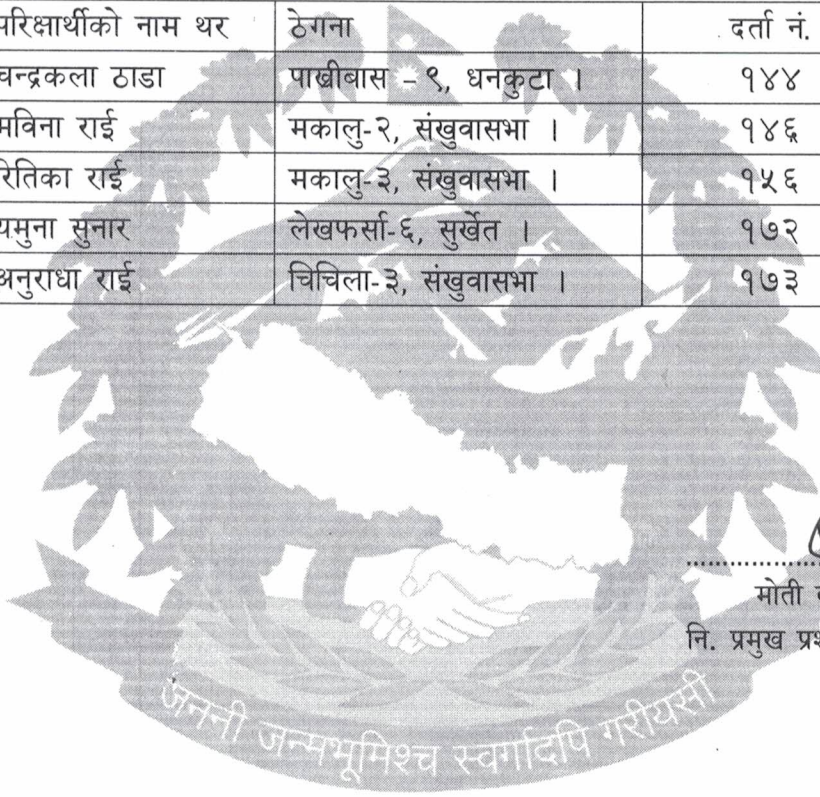 परिक्षार्थीको नाम थर ठेगना दर्ता नं.
चन्द्रकला ठाडा पाख्रीबास – ९, धनकुटा ।  १४४
मविना राई मकालु-२, संखुवासभा । १४६
रितिका राई मकालु-३, संखुवासभा । १५६
यमुना सुनार लेखफर्सा-६, सुर्खेत । १७२
अनुराधा राई चिचिला-३, संखुवासभा । १७३
मोती
नि. प्रमुख
जननी जन्मभूमिश्च स्वर्गादपि गरीयसी